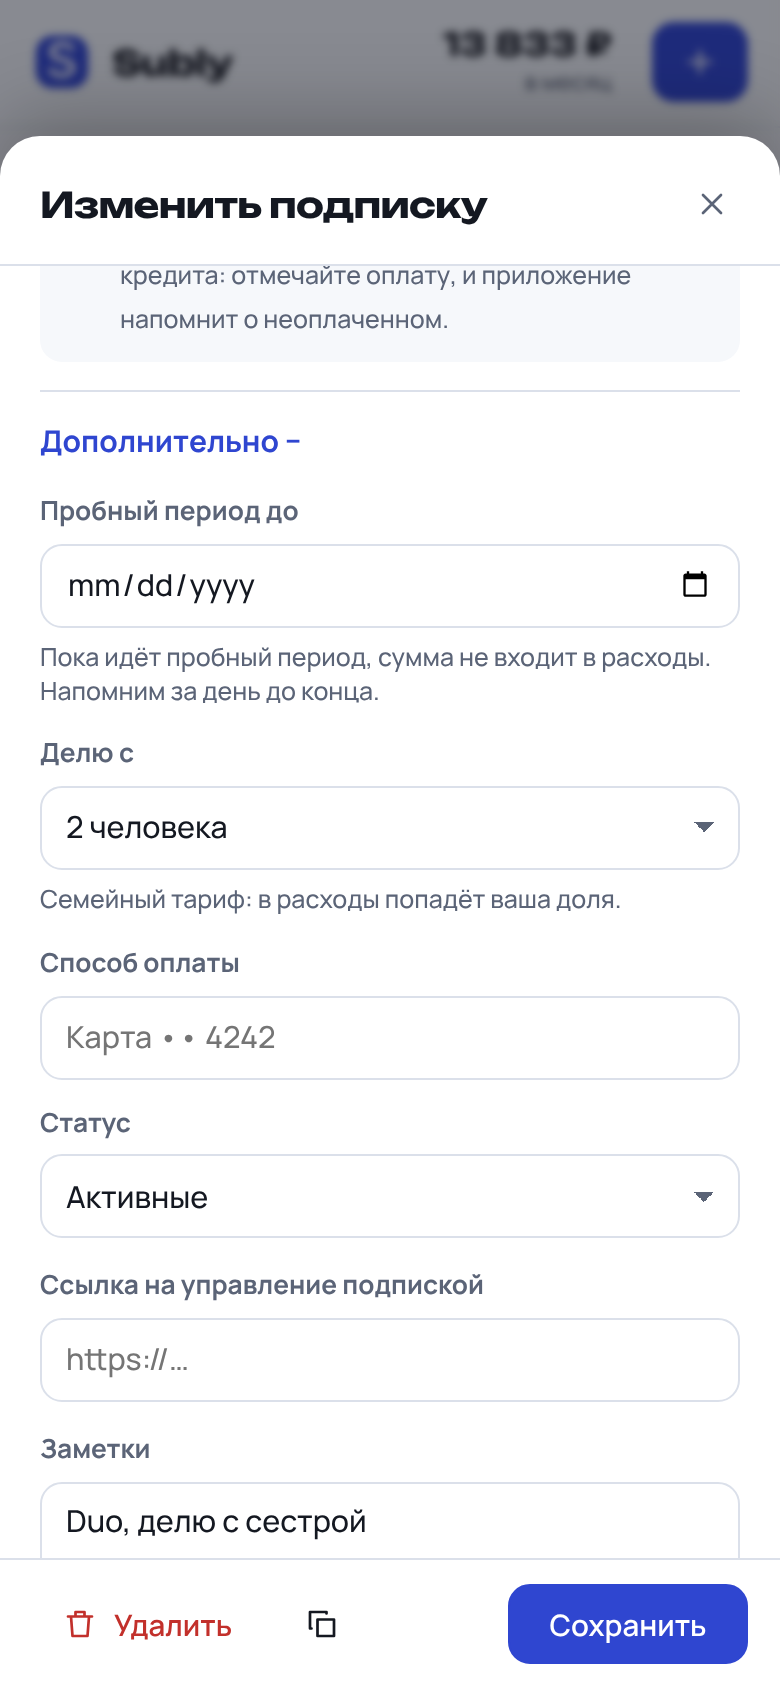 S Subly
13 833 ₽
в месяц
+
Изменить подписку
кредита: отмечайте оплату, и приложение
напомнит о неоплаченном.
Дополнительно −
Пробный период до
mm/dd/yyyy
Пока идёт пробный период, сумма не входит в расходы.
Напомним за день до конца.
Делю с
2 человека
Семейный тариф: в расходы попадёт ваша доля.
Способ оплаты
Карта •• 4242
Статус
Активные
Ссылка на управление подпиской
https://...
Заметки
Duo, делю с сестрой
Удалить
Сохранить